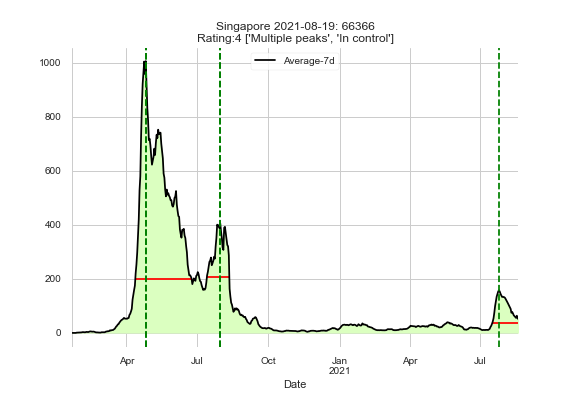 Singapore 2021-08-19: 66366
Rating:4 ['Multiple peaks', 'In control']
Average-7d
1000
800
600
400
200
0
Apr Jul Oct Jan Apr Jul
2021
Date